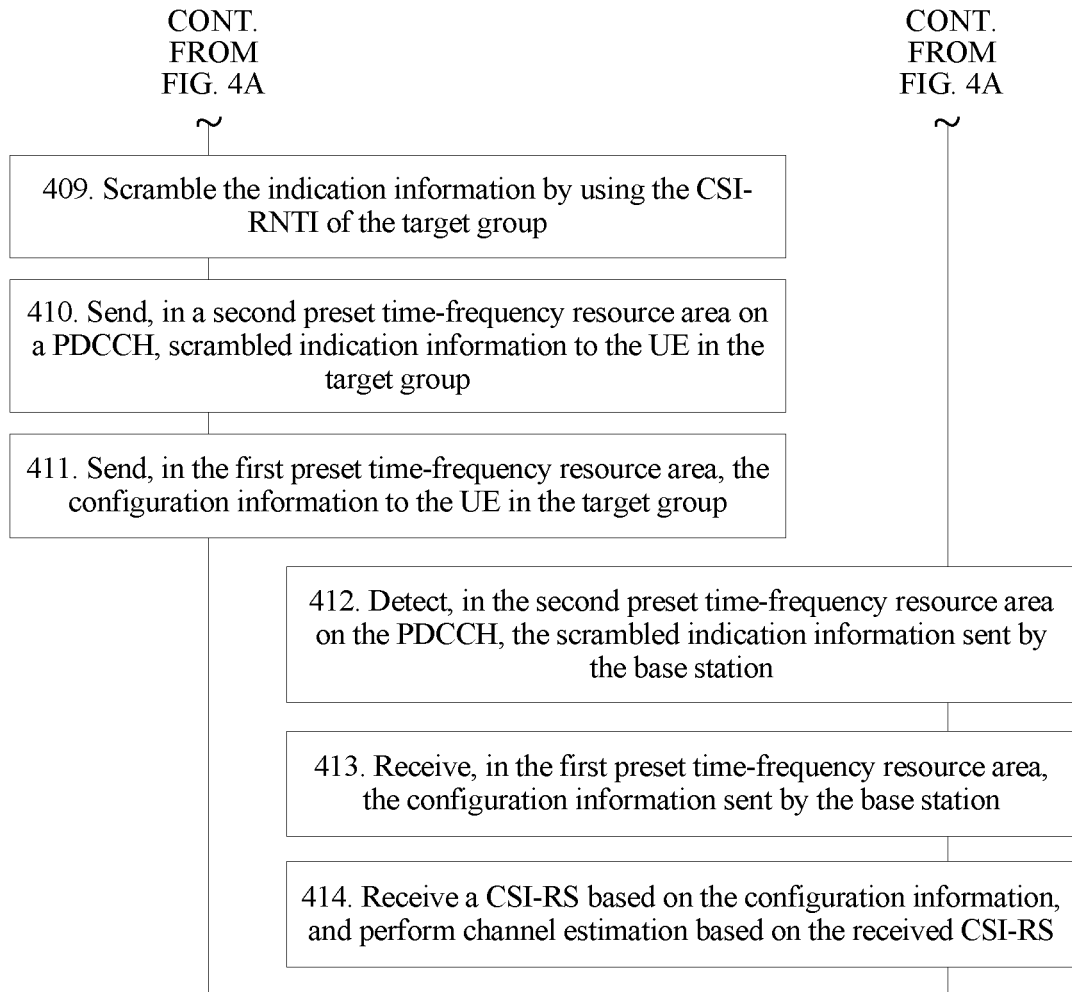 CONT.
FROM
FIG. 4A
CONT.
FROM
FIG. 4A
409. Scramble the indication information by using the CSI-
RNTI of the target group
410. Send, in a second preset time-frequency resource area on
a PDCCH, scrambled indication information to the UE in the
target group
411. Send, in the first preset time-frequency resource area, the
configuration information to the UE in the target group
412. Detect, in the second preset time-frequency resource area
on the PDCCH, the scrambled indication information sent by
the base station
413. Receive, in the first preset time-frequency resource area,
the configuration information sent by the base station
414. Receive a CSI-RS based on the configuration information,
and perform channel estimation based on the received CSI-RS